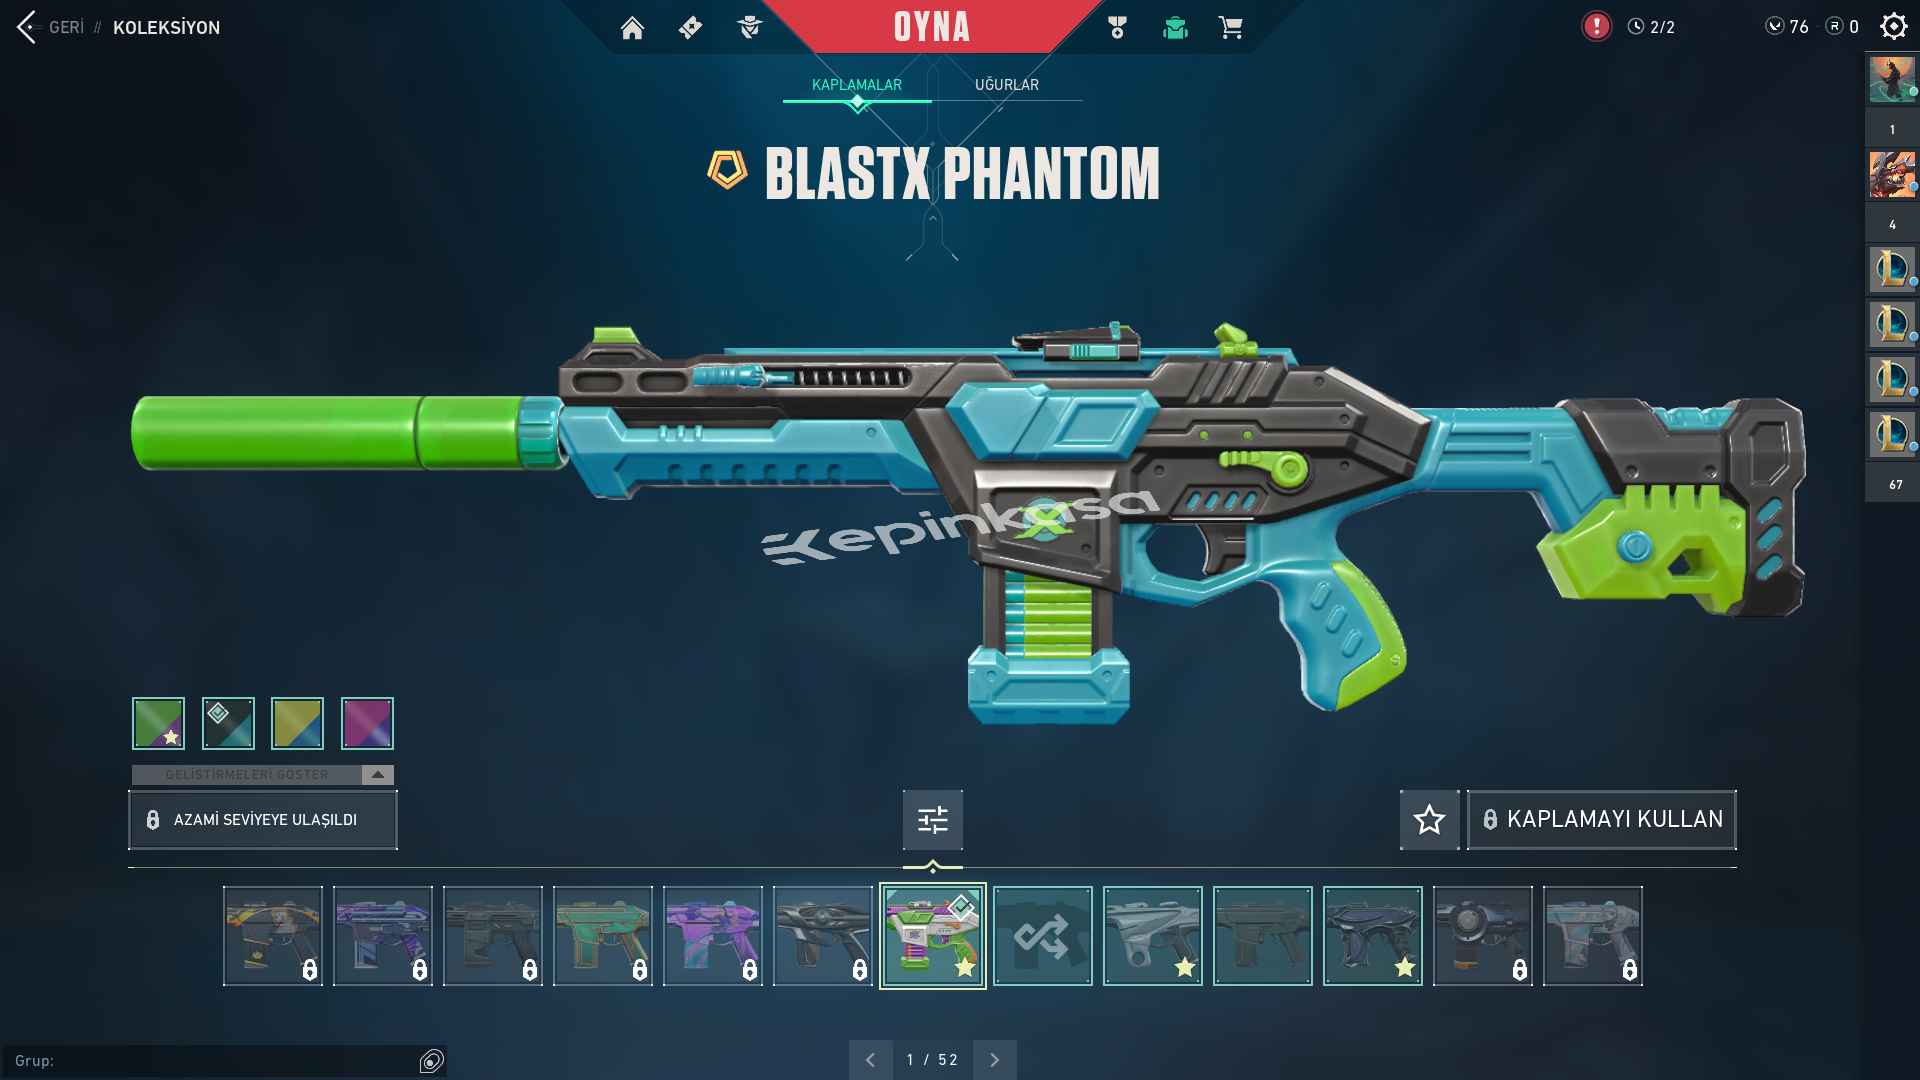 GERİ // KOLEKSİYON
OYNA
2/2
76
R 0
KAPLAMALAR
UĞURLAR
BLASTX PHANTOM
1
4
67
epinkasa
X
GELİŞTİRMELERİ GÖSTER
AZAMİ SEVİYEYE ULAŞILDI
KAPLAMAYI KULLAN
Grup:
1 / 52